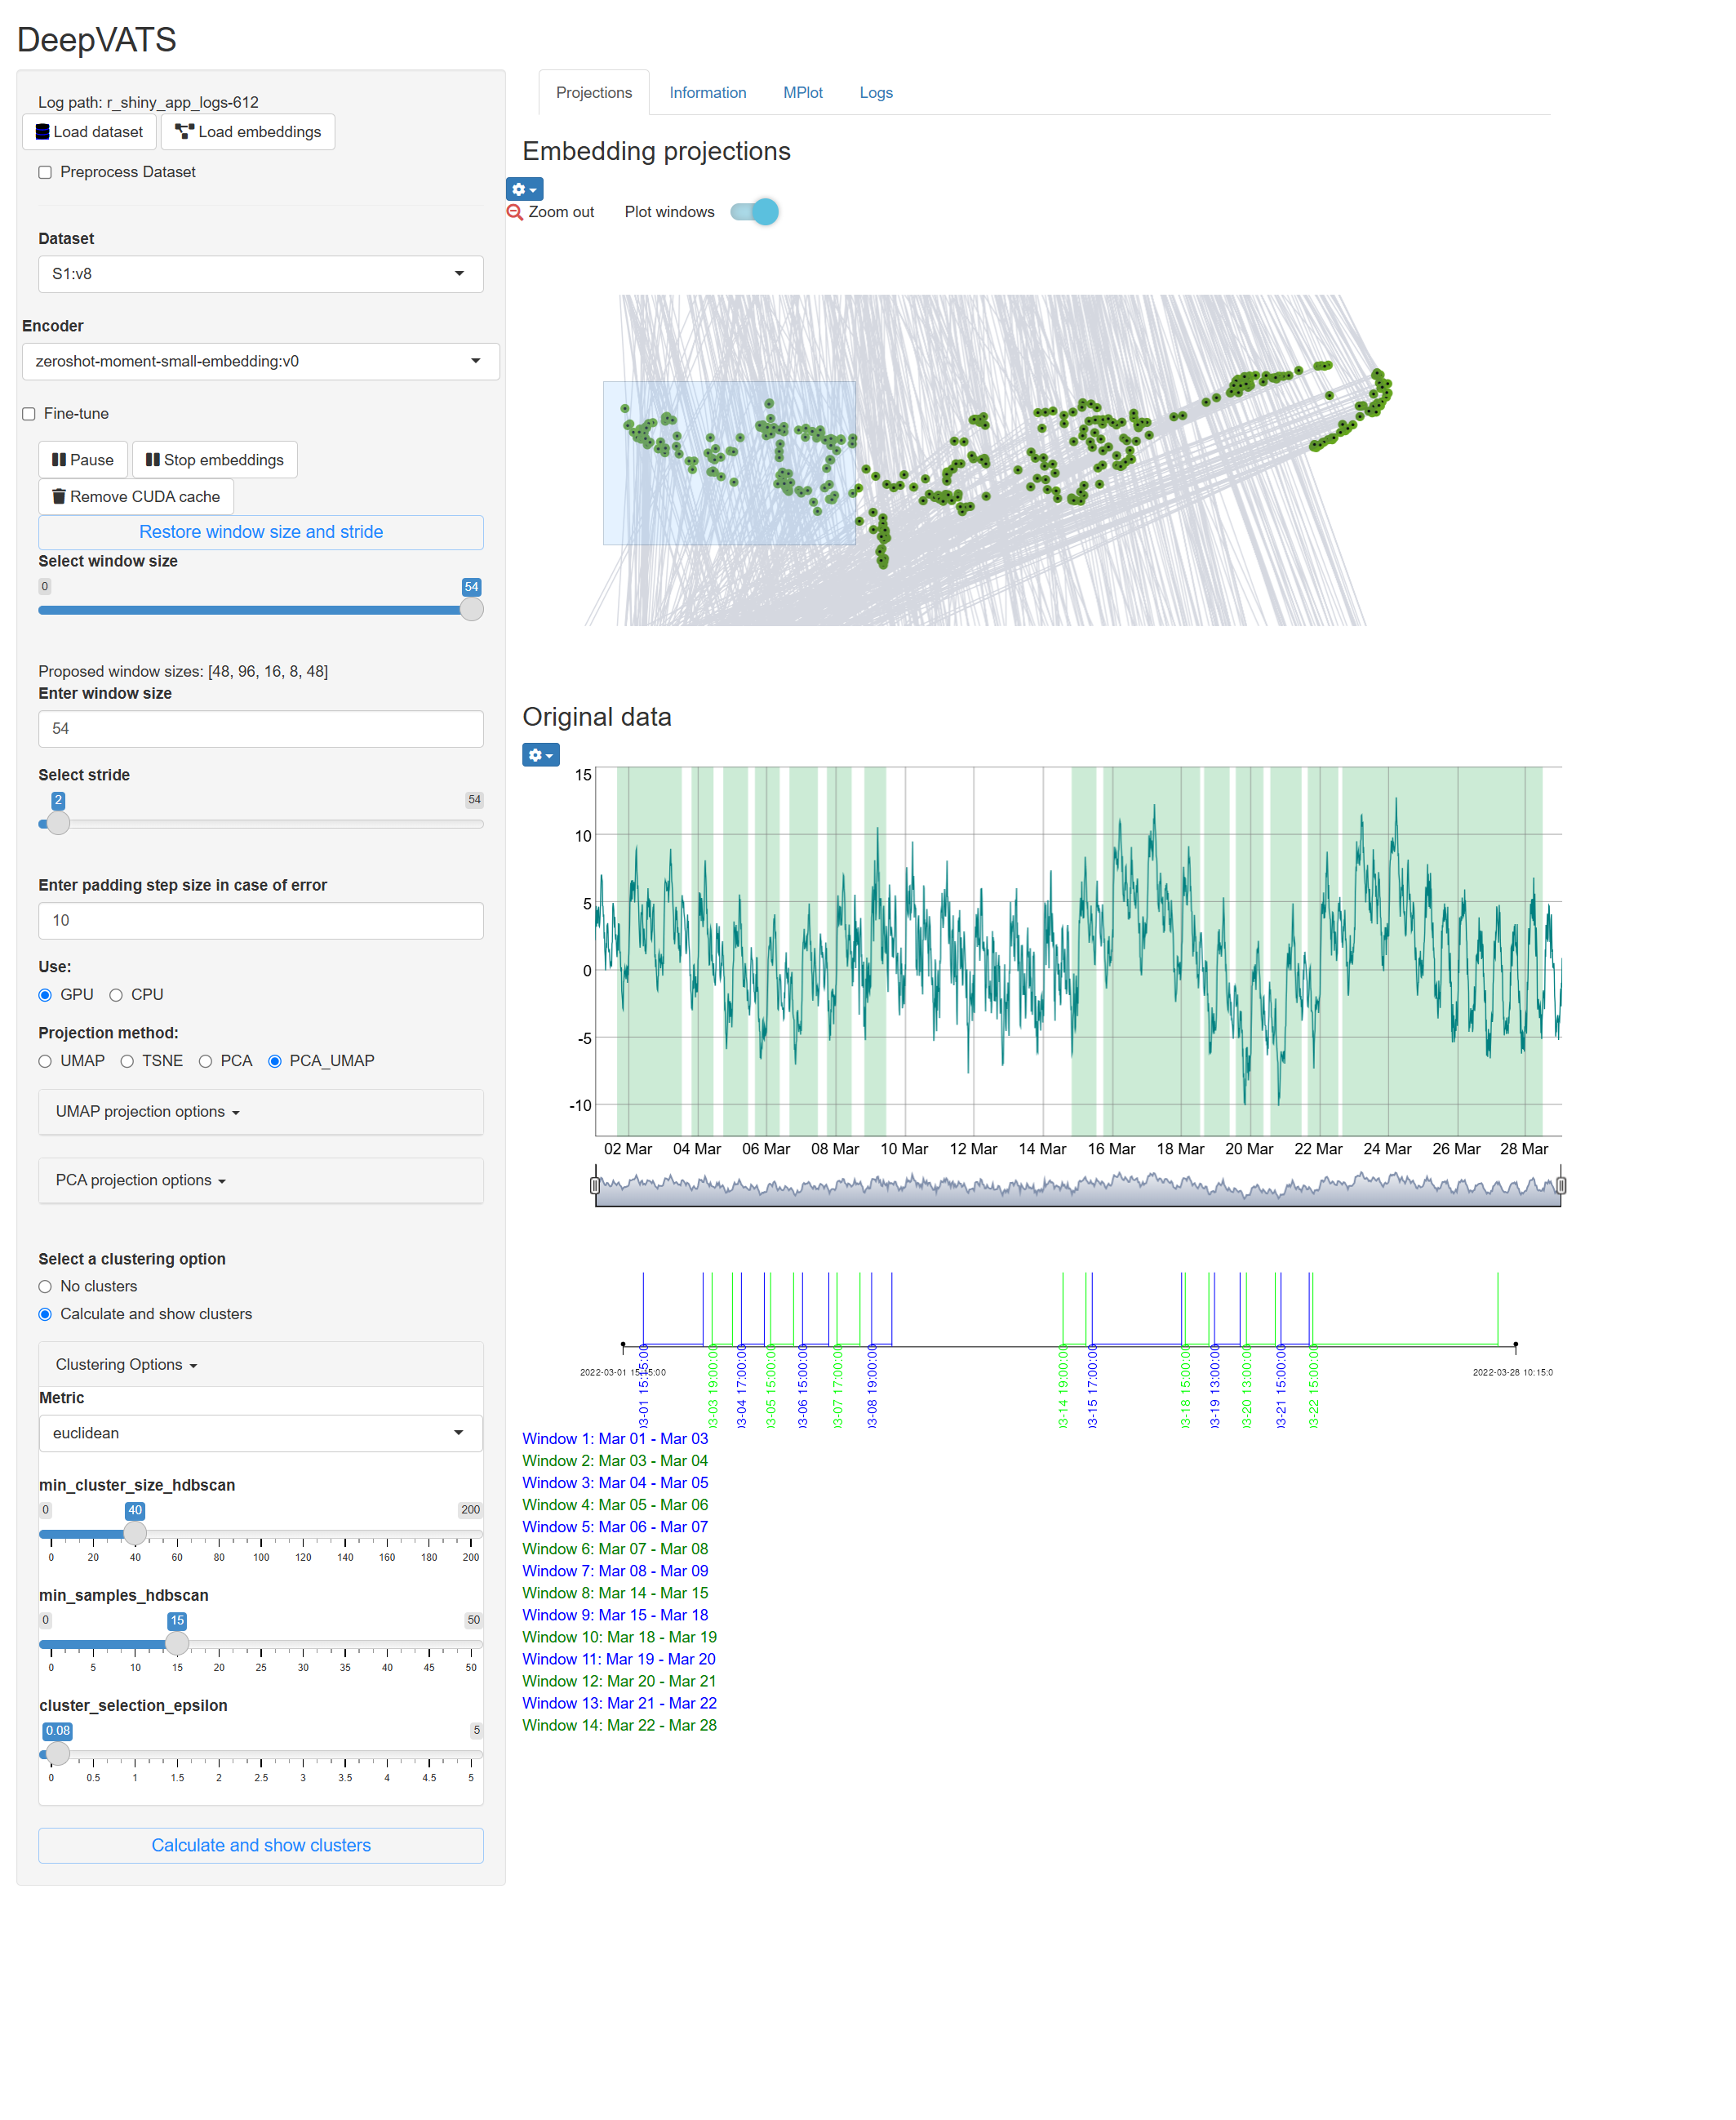 DeepVATS
Log path: r_shiny_app_logs-612
Load dataset
Load embeddings
Preprocess Dataset
Dataset
S1:v8
Encoder
zeroshot-moment-small-embedding:v0
Fine-tune
Pause
Stop embeddings
Remove CUDA cache
Restore window size and stride
Select window size
0 54
Proposed window sizes: [48, 96, 16, 8, 48]
Enter window size
54
Select stride
2 54
Enter padding step size in case of error
10
Use:
GPU CPU
Projection method:
UMAP TSNE PCA PCA_UMAP
UMAP projection options
PCA projection options
Select a clustering option
No clusters
Calculate and show clusters
Clustering Options
Metric
euclidean
min_cluster_size_hdbscan
0 40 200
0 20 40 60 80 100 120 140 160 180 200
min_samples_hdbscan
0 15 50
0 5 10 15 20 25 30 35 40 45 50
cluster_selection_epsilon
0.08 5
0 0.5 1 1.5 2 2.5 3 3.5 4 4.5 5
Calculate and show clusters
Projections Information MPlot Logs
Embedding projections
Zoom out Plot windows
Original data
15
10
5
0
-5
-10
02 Mar 04 Mar 06 Mar 08 Mar 10 Mar 12 Mar 14 Mar 16 Mar 18 Mar 20 Mar 22 Mar 24 Mar 26 Mar 28 Mar
2022-03-01 15:15:00
2022-03-28 10:15:0
03-01 15:15:00
03-03 19:00:00
03-04 17:00:00
03-05 15:00:00
03-06 15:00:00
03-07 17:00:00
03-08 19:00:00
03-14 19:00:00
03-15 17:00:00
03-18 15:00:00
03-19 13:00:00
03-20 13:00:00
03-21 15:00:00
03-22 15:00:00
Window 1: Mar 01 - Mar 03
Window 2: Mar 03 - Mar 04
Window 3: Mar 04 - Mar 05
Window 4: Mar 05 - Mar 06
Window 5: Mar 06 - Mar 07
Window 6: Mar 07 - Mar 08
Window 7: Mar 08 - Mar 09
Window 8: Mar 14 - Mar 15
Window 9: Mar 15 - Mar 18
Window 10: Mar 18 - Mar 19
Window 11: Mar 19 - Mar 20
Window 12: Mar 20 - Mar 21
Window 13: Mar 21 - Mar 22
Window 14: Mar 22 - Mar 28